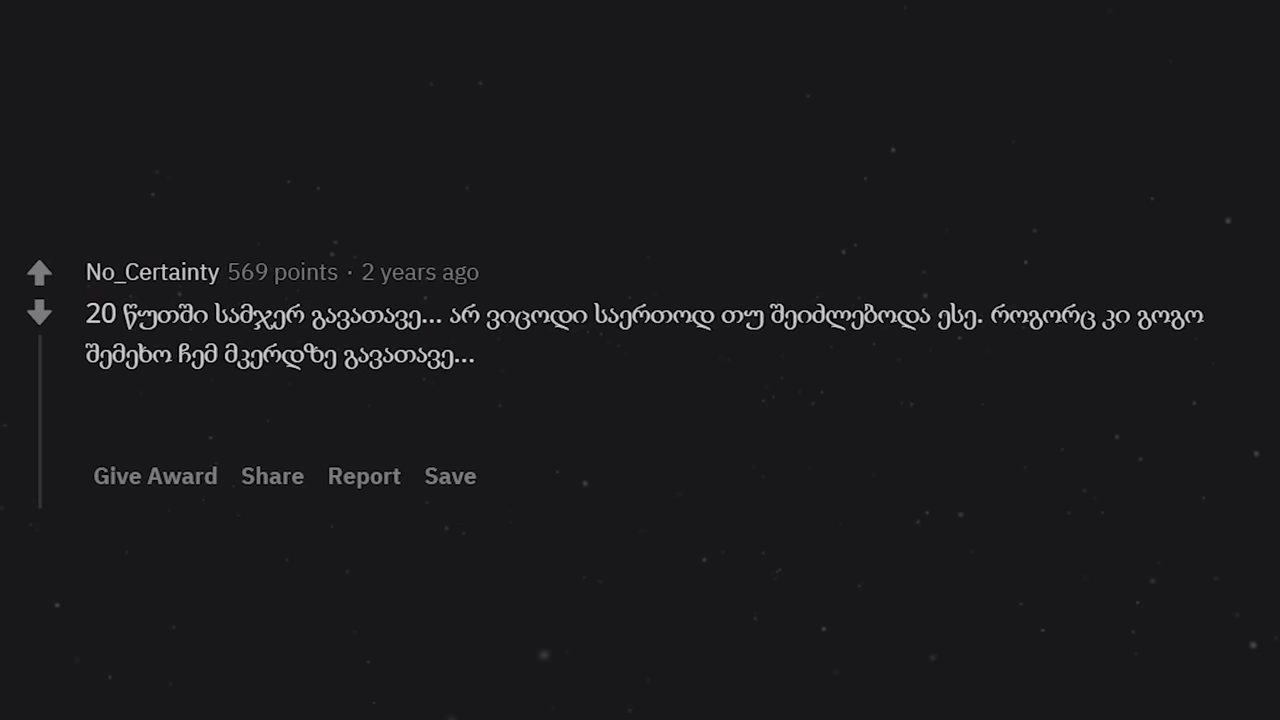 No_Certainty 569 points · 2 years ago
20 წუთში სამჯერ გავათავე... არ ვიცოდი საერთოდ თუ შეიძლებოდა ესე. როგორც კი გოგო
შემეხო ჩემ მკერდზე გავათავე...
Give Award Share Report Save